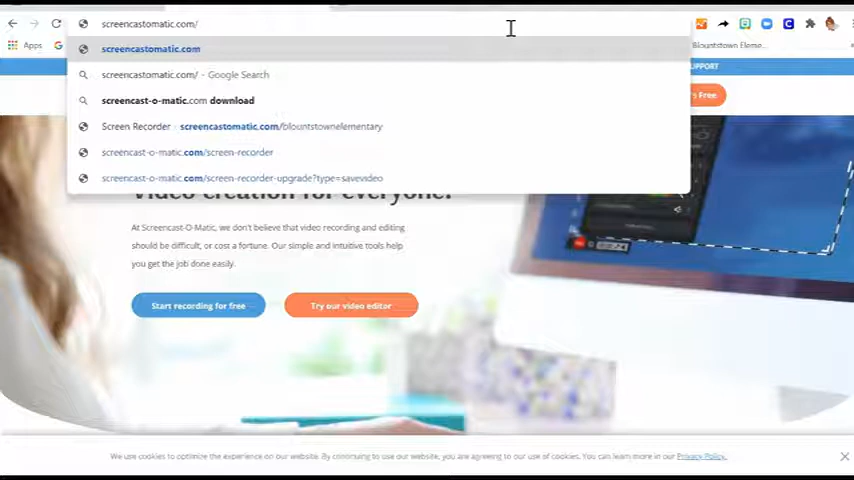 screencastomatic.com/
Apps
Blountstown Eleme...
screencastomatic.com
screencastomatic.com/ - Google Search
screencast-o-matic.com download
Screen Recorder - screencastomatic.com/blountstownelementary
screencast-o-matic.com/screen-recorder
screencast-o-matic.com/screen-recorder-upgrade?type=savevideo
SUPPORT
Free
Video creation for everyone.
At Screencast-O-Matic, we don't believe that video recording and editing
should be difficult, or cost a fortune. Our simple and intuitive tools help
you get the job done easily.
Start recording for free
Try our video editor
We use cookies to optimize the experience on our website. By continuing to use our website, you are agreeing to our use of cookies. You can learn more in our Privacy Policy.